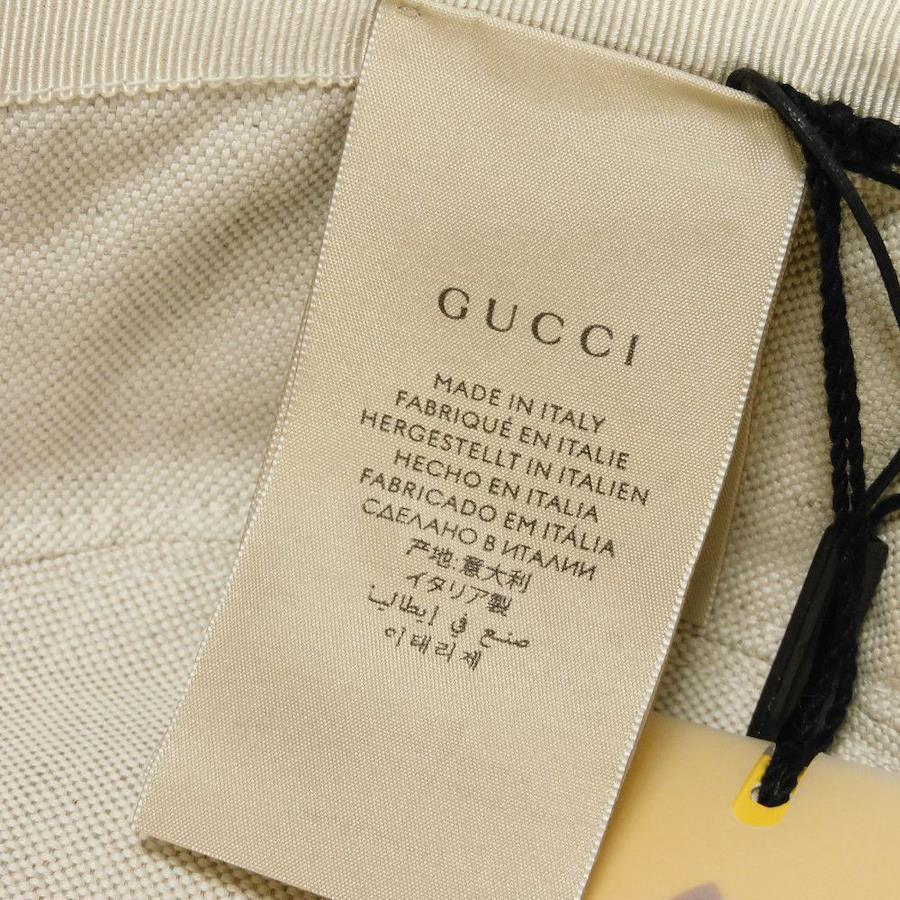 GUCCI
MADE IN ITALY
FABRIQUÉ EN ITALIE
HERGESTELLT IN ITALIEN
HECHO EN ITALIA
FABRICADO EM ITÁLIA
СДЕЛАНО В ИТАЛИИ
产地:意大利
イタリア製
صنع في إيطاليا
이태리제